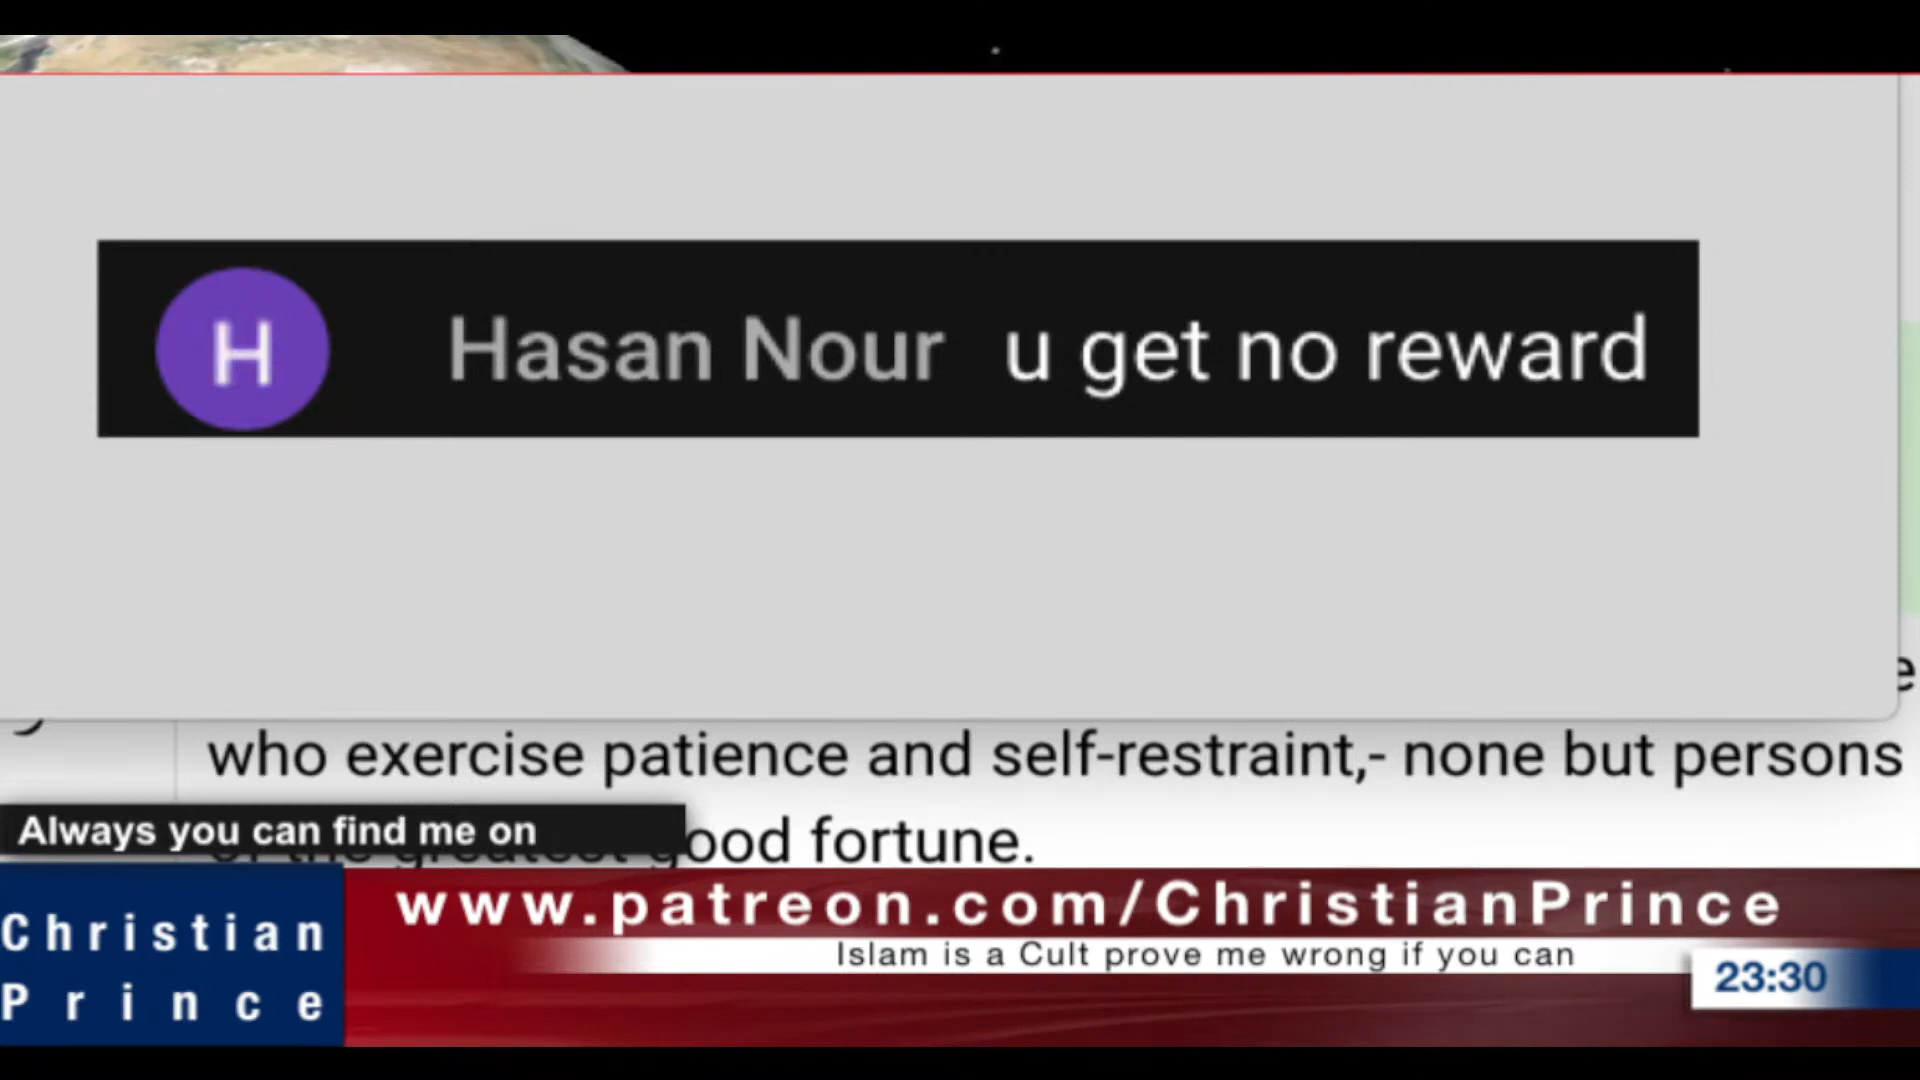 H
Hasan Nour u get no reward
who exercise patience and self-restraint,- none but persons
good fortune.
Always you can find me on
Christian
Prince
www.patreon.com/ChristianPrince
Islam is a Cult prove me wrong if you can
23:30